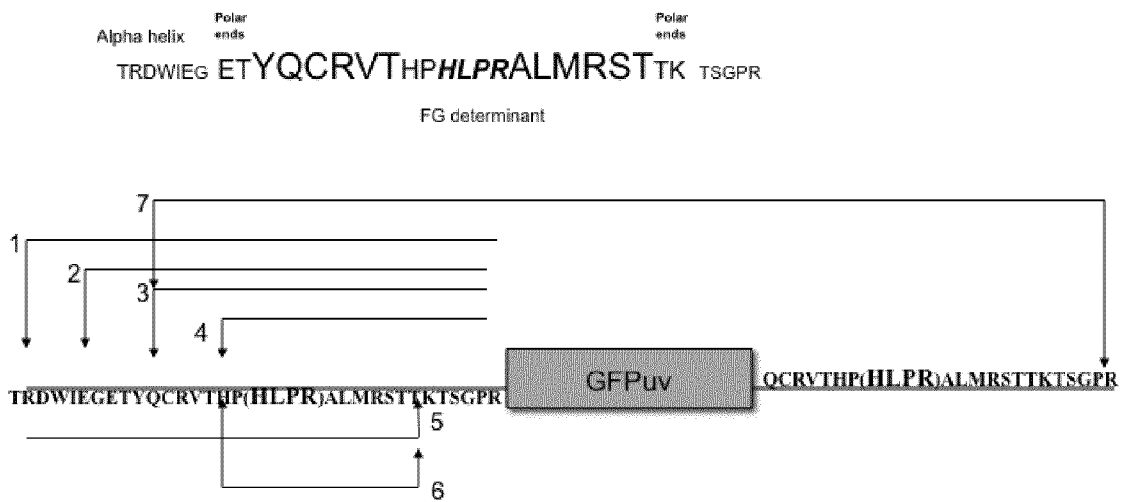 Polar ends Polar ends
Alpha helix
TRDWIEG ETYQCRVTHPHLPRALMRSTTK TSGPR
FG determinant
7
1
2
3
4
GFPuv
QCRVTHP(HLPR)ALMRSTTKTSGPR
TRDWIEGETYQCRVTHP(HLPR)ALMRSTTKTSGPR
5
6